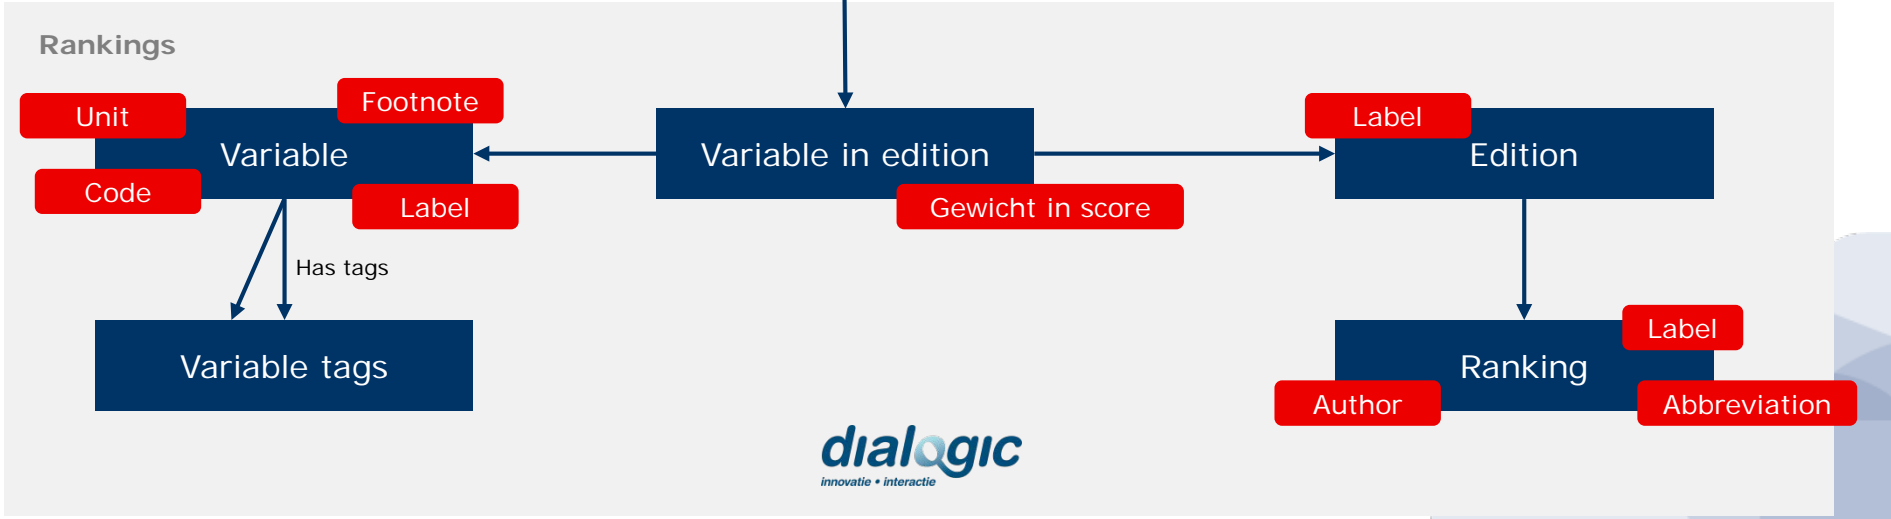 Rankings
Unit
Footnote
Variable
Code
Label
Has tags
Variable tags
Variable in edition
Gewicht in score
Label
Edition
Label
Ranking
Author
Abbreviation
dialogic
innovatie • interactie